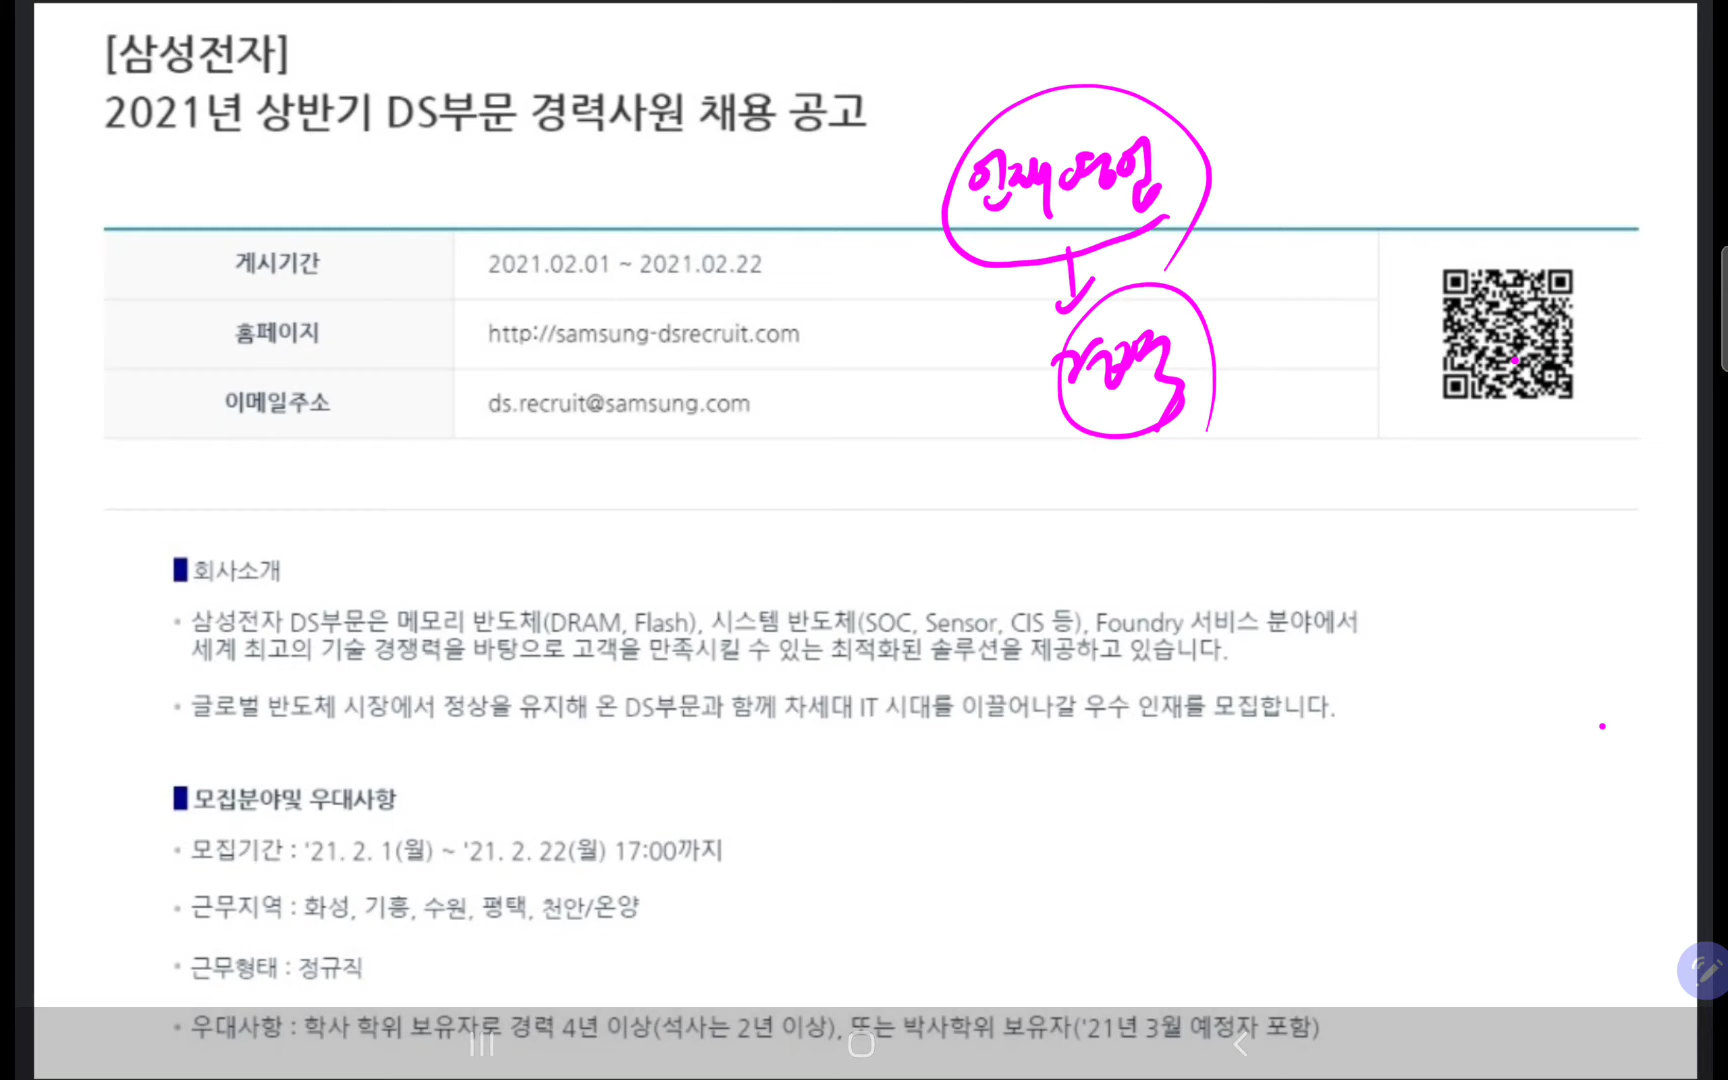 [삼성전자]
2021년 상반기 DS부문 경력사원 채용 공고
인재영입
게시기간 2021.02.01 ~ 2021.02.22
홈페이지 http://samsung-dsrecruit.com
이메일주소 ds.recruit@samsung.com
회사소개
• 삼성전자 DS부문은 메모리 반도체(DRAM, Flash), 시스템 반도체(SOC, Sensor, CIS 등), Foundry 서비스 분야에서
세계 최고의 기술 경쟁력을 바탕으로 고객을 만족시킬 수 있는 최적화된 솔루션을 제공하고 있습니다.
• 글로벌 반도체 시장에서 정상을 유지해 온 DS부문과 함께 차세대 IT 시대를 이끌어나갈 우수 인재를 모집합니다.
모집분야및 우대사항
• 모집기간 : '21. 2. 1(월) ~ '21. 2. 22(월) 17:00까지
• 근무지역 : 화성, 기흥, 수원, 평택, 천안/온양
• 근무형태 : 정규직
• 우대사항 : 학사 학위 보유자로 경력 4년 이상(석사는 2년 이상), 또는 박사학위 보유자('21년 3월 예정자 포함)